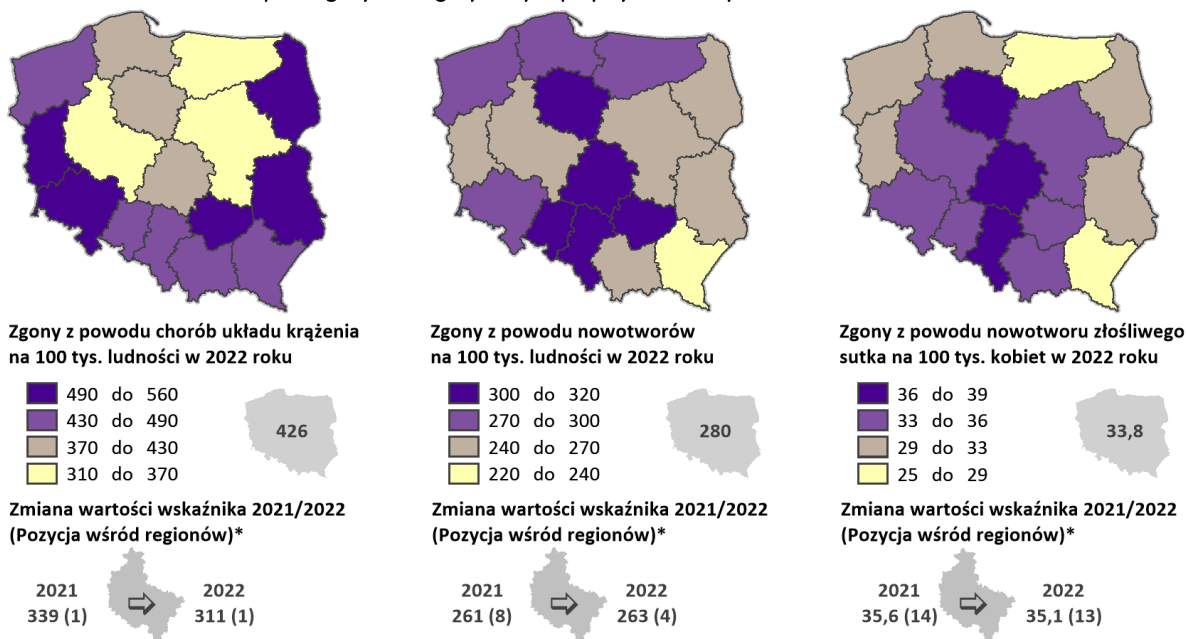 Zgony z powodu chorób układu krążenia
na 100 tys. ludności w 2022 roku
490 do 560
430 do 490
370 do 430
310 do 370
426
Zmiana wartości wskaźnika 2021/2022
(Pozycja wśród regionów)*
2021
339 (1)
2022
311 (1)
Zgony z powodu nowotworów
na 100 tys. ludności w 2022 roku
300 do 320
270 do 300
240 do 270
220 do 240
280
Zmiana wartości wskaźnika 2021/2022
(Pozycja wśród regionów)*
2021
261 (8)
2022
263 (4)
Zgony z powodu nowotworu złośliwego
sutka na 100 tys. kobiet w 2022 roku
36 do 39
33 do 36
29 do 33
25 do 29
33,8
Zmiana wartości wskaźnika 2021/2022
(Pozycja wśród regionów)*
2021
35,6 (14)
2022
35,1 (13)